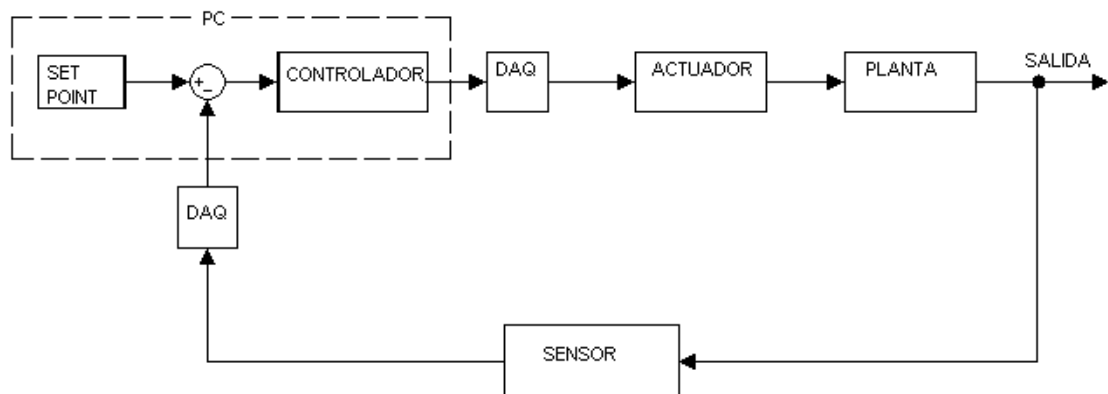 PC
SET
POINT
+
−
CONTROLADOR
DAQ
ACTUADOR
PLANTA
SALIDA
DAQ
SENSOR